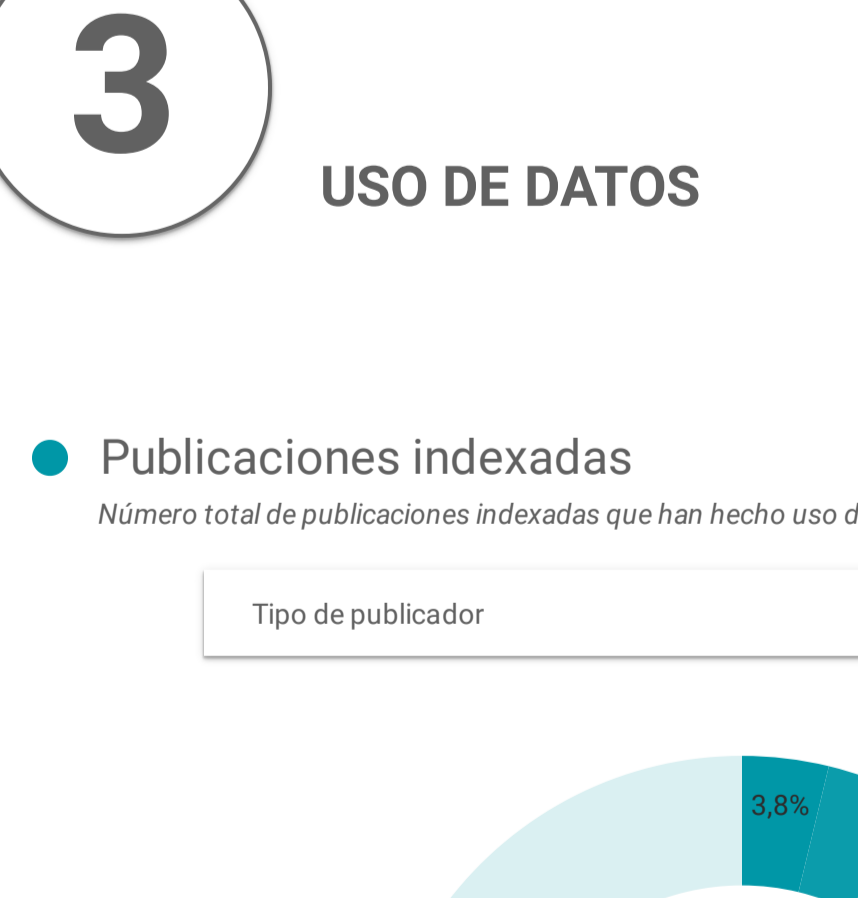 3
USO DE DATOS
Publicaciones indexadas
Número total de publicaciones indexadas que han hecho uso
Tipo de publicador
3,8%